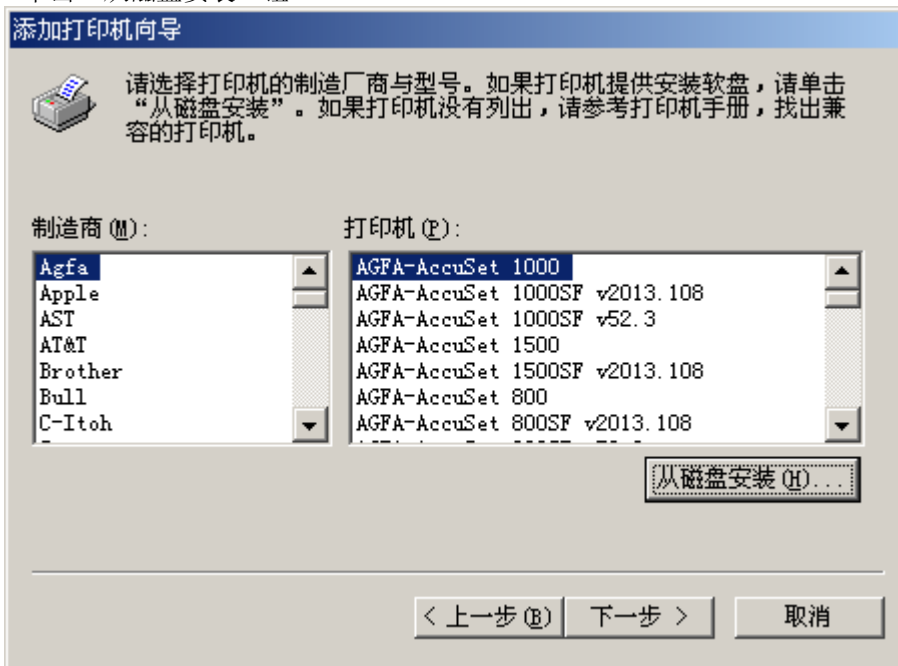 添加打印机向导
请选择打印机的制造厂商与型号。如果打印机提供安装软盘，请单击
“从磁盘安装”。如果打印机没有列出，请参考打印机手册，找出兼
容的打印机。
制造商(M):
打印机(P):
Agfa
Apple
AST
AT&T
Brother
Bull
C-Itoh
AGFA-AccuSet 1000
AGFA-AccuSet 1000SF v2013.108
AGFA-AccuSet 1000SF v52.3
AGFA-AccuSet 1500
AGFA-AccuSet 1500SF v2013.108
AGFA-AccuSet 800
AGFA-AccuSet 800SF v2013.108
从磁盘安装(H)...
< 上一步(B)
下一步 >
取消